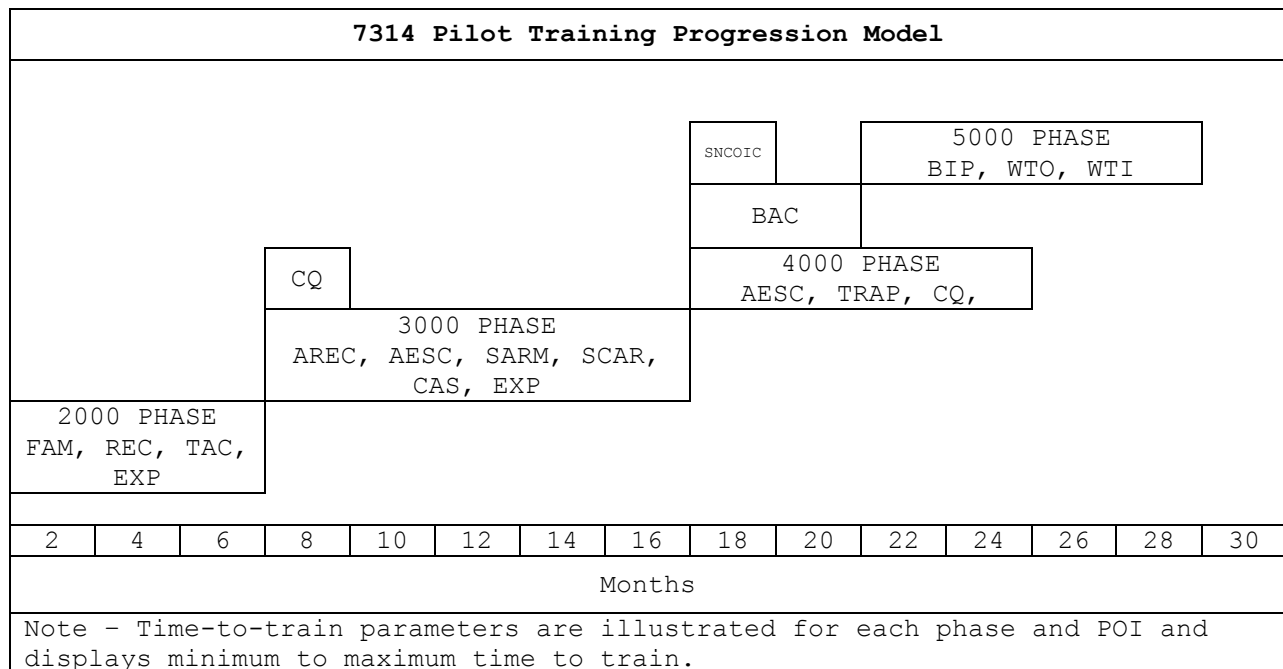 7314 Pilot Training Progression Model
SNCOIC
5000 PHASE
BIP, WTO, WTI
BAC
CQ
4000 PHASE
AESC, TRAP, CQ,
3000 PHASE
AREC, AESC, SARM, SCAR,
CAS, EXP
2000 PHASE
FAM, REC, TAC,
EXP
2 4 6 8 10 12 14 16 18 20 22 24 26 28 30
Months
Note – Time-to-train parameters are illustrated for each phase and POI and
displays minimum to maximum time to train.